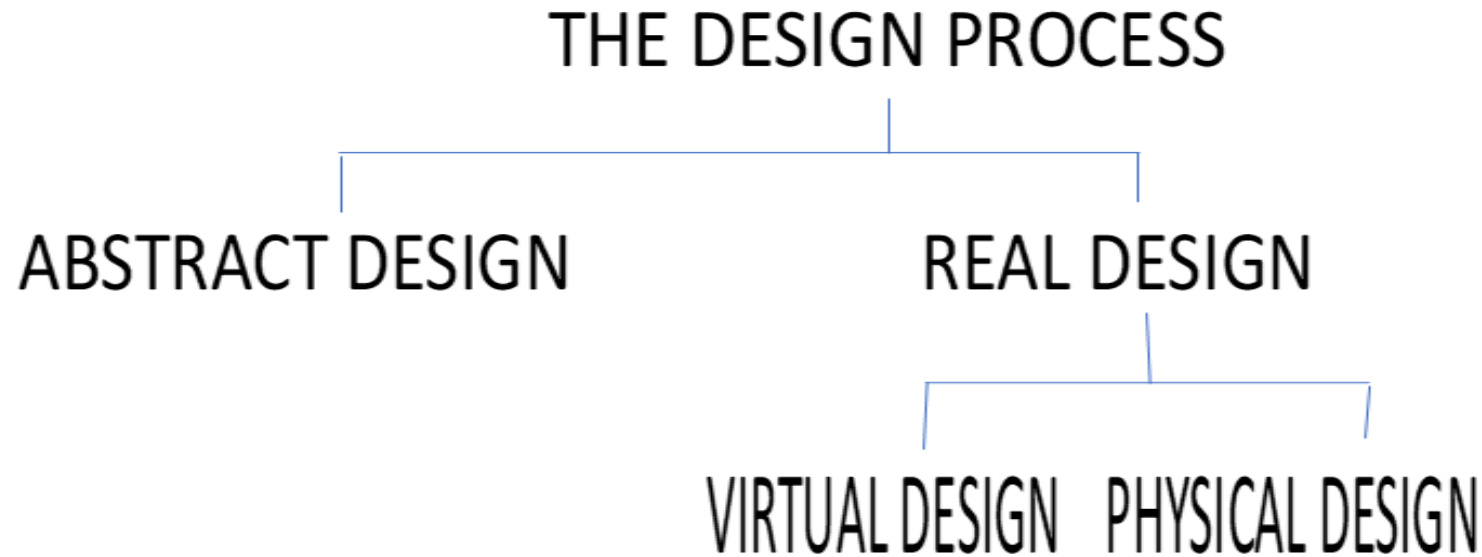 THE DESIGN PROCESS
ABSTRACT DESIGN
REAL DESIGN
VIRTUAL DESIGN
PHYSICAL DESIGN